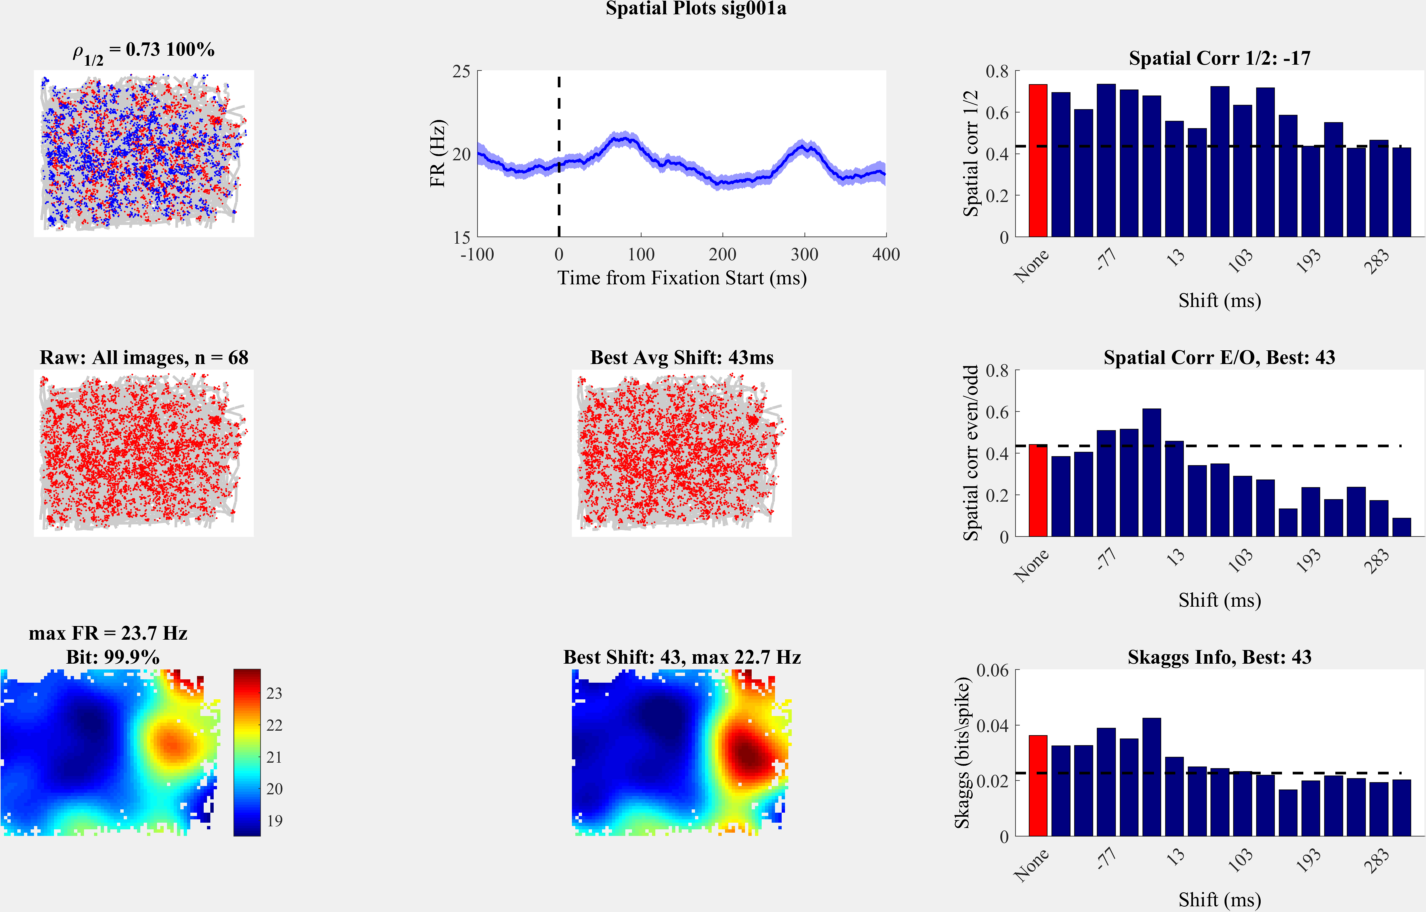 Spatial Plots sig001a
ρ1/2 = 0.73 100%
25
20
15
FR (Hz)
-100
0
100
200
300
400
Time from Fixation Start (ms)
Spatial Corr 1/2: -17
0.8
0.6
0.4
0.2
0
Spatial corr 1/2
None
-77
13
103
193
283
Shift (ms)
Raw: All images, n = 68
Best Avg Shift: 43ms
Spatial Corr E/O, Best: 43
0.8
0.6
0.4
0.2
0
Spatial corr even/odd
None
-77
13
103
193
283
Shift (ms)
max FR = 23.7 Hz
Bit: 99.9%
23
22
21
20
19
Best Shift: 43, max 22.7 Hz
Skaggs Info, Best: 43
0.06
0.04
0.02
0
Skaggs (bits\spike)
None
-77
13
103
193
283
Shift (ms)